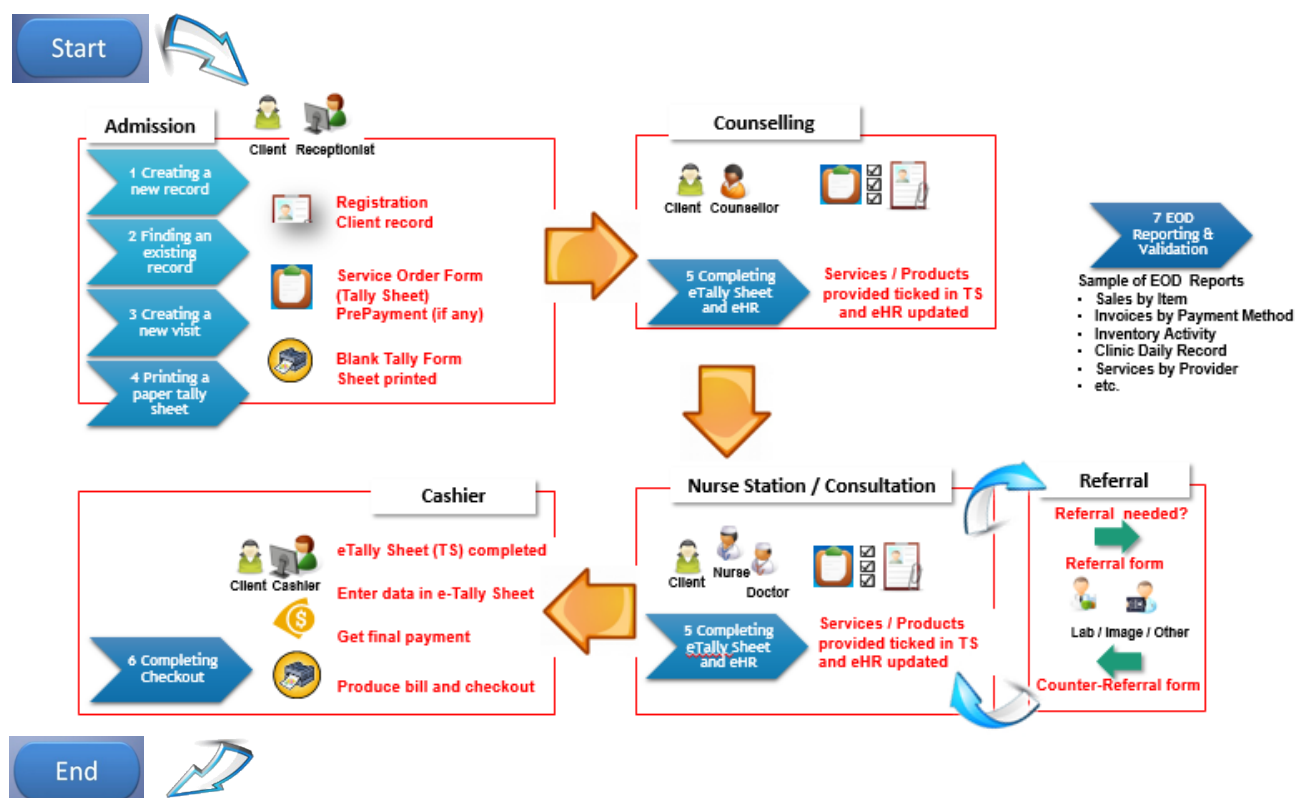 Start
Admission
Client Receptionist
1 Creating a
new record
2 Finding an
existing
record
3 Creating a
new visit
4 Printing a
paper tally
sheet
Registration
Client record
Service Order Form
(Tally Sheet)
PrePayment (if any)
Blank Tally Form
Sheet printed
Counselling
Client Counsellor
5 Completing
eTally Sheet
and eHR
Services / Products
provided ticked in TS
and eHR updated
7 EOD
Reporting &
Validation
Sample of EOD Reports
• Sales by Item
• Invoices by Payment Method
• Inventory Activity
• Clinic Daily Record
• Services by Provider
• etc.
Cashier
Client Cashier
eTally Sheet (TS) completed
Enter data in e-Tally Sheet
Get final payment
Produce bill and checkout
6 Completing
Checkout
Nurse Station / Consultation
Client
Nurse
Doctor
5 Completing
eTally Sheet
and eHR
Services / Products
provided ticked in TS
and eHR updated
Referral
Referral needed?
Referral form
Lab / Image / Other
Counter-Referral form
End